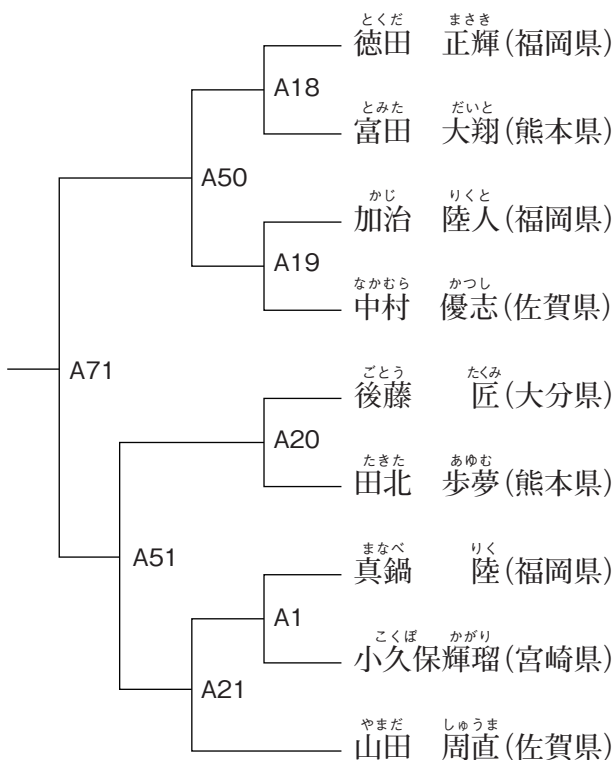 とくだ まさき
徳田 正輝(福岡県)
A18
とみた だいと
富田 大翔(熊本県)
A50
かじ りくと
加治 陸人(福岡県)
A19
なかむら かつし
中村 優志(佐賀県)
A71
ごとう たくみ
後藤 匠(大分県)
A20
たきた あゆむ
田北 歩夢(熊本県)
A51
まなべ りく
真鍋 陸(福岡県)
A1
こくぼ かがり
小久保輝瑠(宮崎県)
A21
やまだ しゅうま
山田 周直(佐賀県)